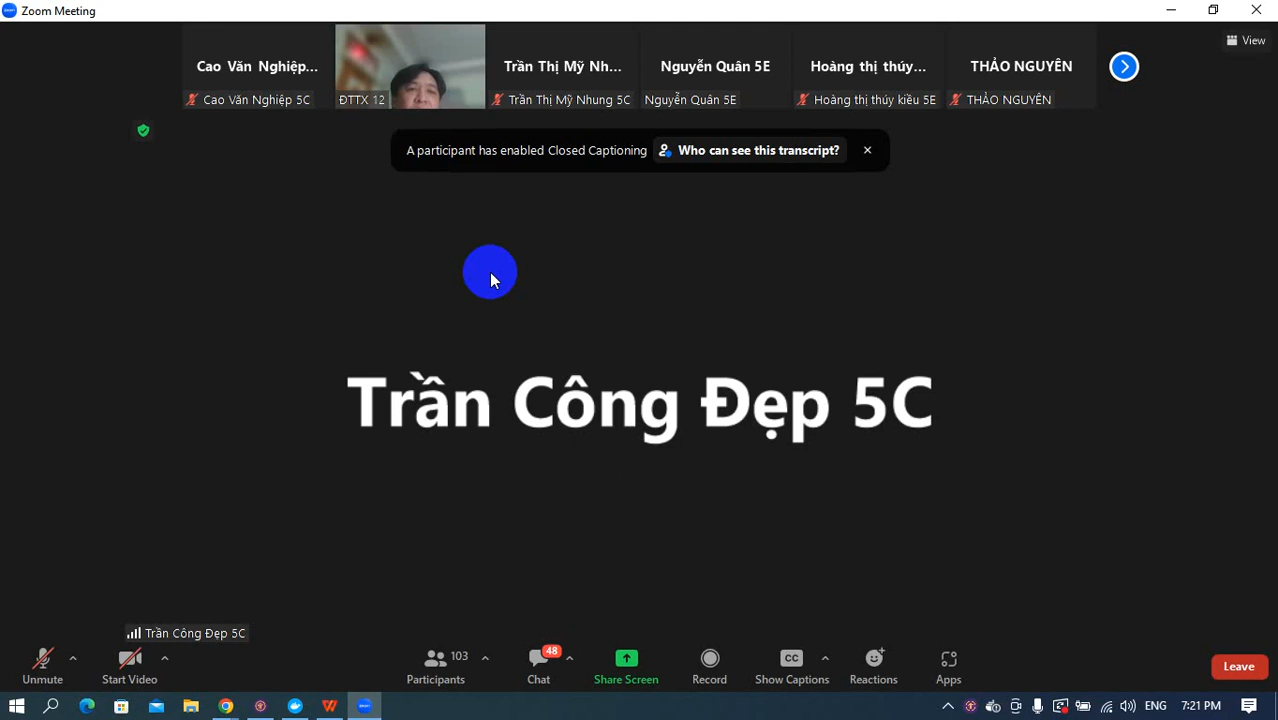 Zoom Meeting
View
Cao Văn Nghiệp...
Cao Văn Nghiệp 5C
ĐTTX 12
Trần Thị Mỹ Nh...
Trần Thị Mỹ Nhung 5C
Nguyễn Quân 5E
Nguyễn Quân 5E
Hoàng thị thúy...
Hoàng thị thúy kiều 5E
THẢO NGUYÊN
THẢO NGUYÊN
A participant has enabled Closed Captioning
Who can see this transcript?
Trần Công Đẹp 5C
Trần Công Đẹp 5C
Unmute
Start Video
Participants
103
Chat
48
Share Screen
Record
CC
Show Captions
Reactions
Apps
Leave
ENG
7:21 PM